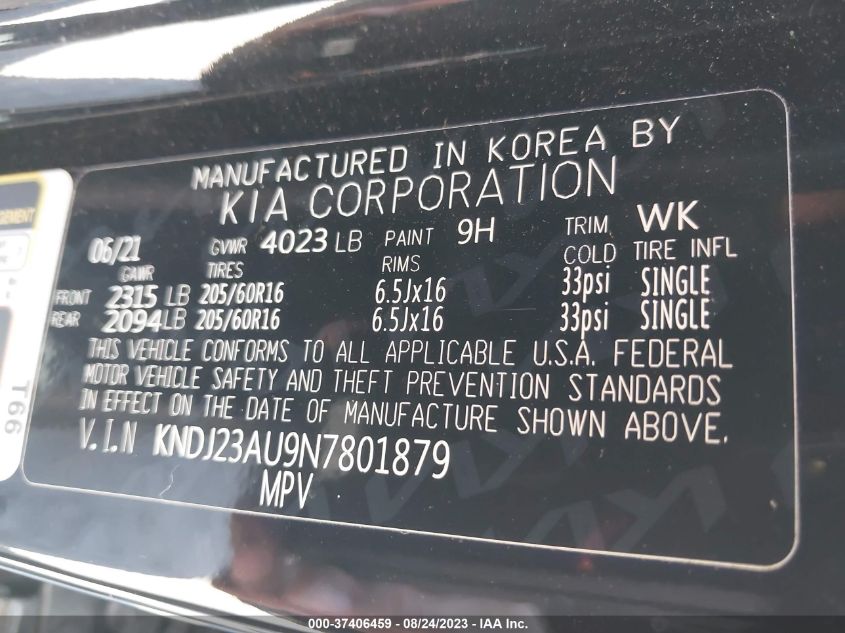 MANUFACTURED IN KOREA BY
KIA CORPORATION
06/21 GVWR 4023 LB PAINT 9H TRIM WK
GAWR TIRES RIMS COLD TIRE INFL
FRONT 2315 LB 205/60R16 6.5Jx16 33psi SINGLE
REAR 2094 LB 205/60R16 6.5Jx16 33psi SINGLE
THIS VEHICLE CONFORMS TO ALL APPLICABLE U.S.A. FEDERAL
MOTOR VEHICLE SAFETY AND THEFT PREVENTION STANDARDS
IN EFFECT ON THE DATE OF MANUFACTURE SHOWN ABOVE.
V.I.N KNDJ23AU9N7801879
MPV
T66
000-37406459 - 08/24/2023 - IAA Inc.